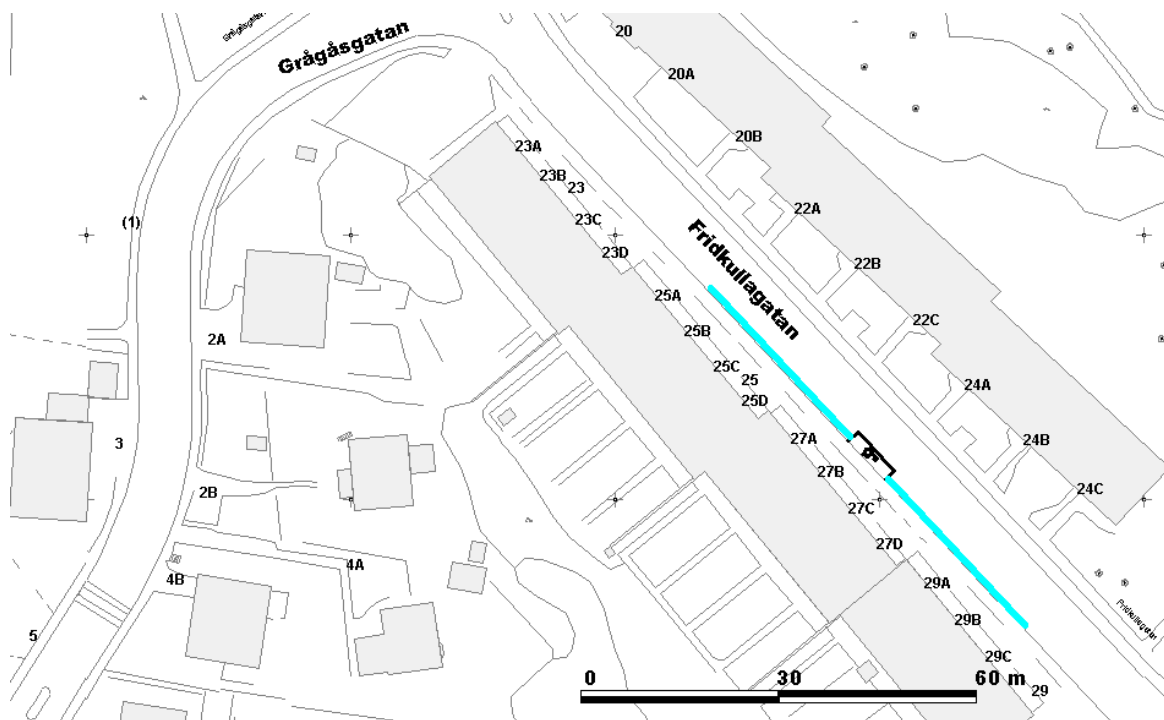 Grågåsgatan
Grågåsgatan
20
20A
20B
23A
23B
23
23C
23D
(1)
22A
22B
22C
Fridkullagatan
25A
25B
25C
25
25D
2A
24A
24B
24C
3
27A
27B
27C
27D
2B
4A
4B
29A
29B
29C
29
5
Fridkullagatan
0 30 60 m